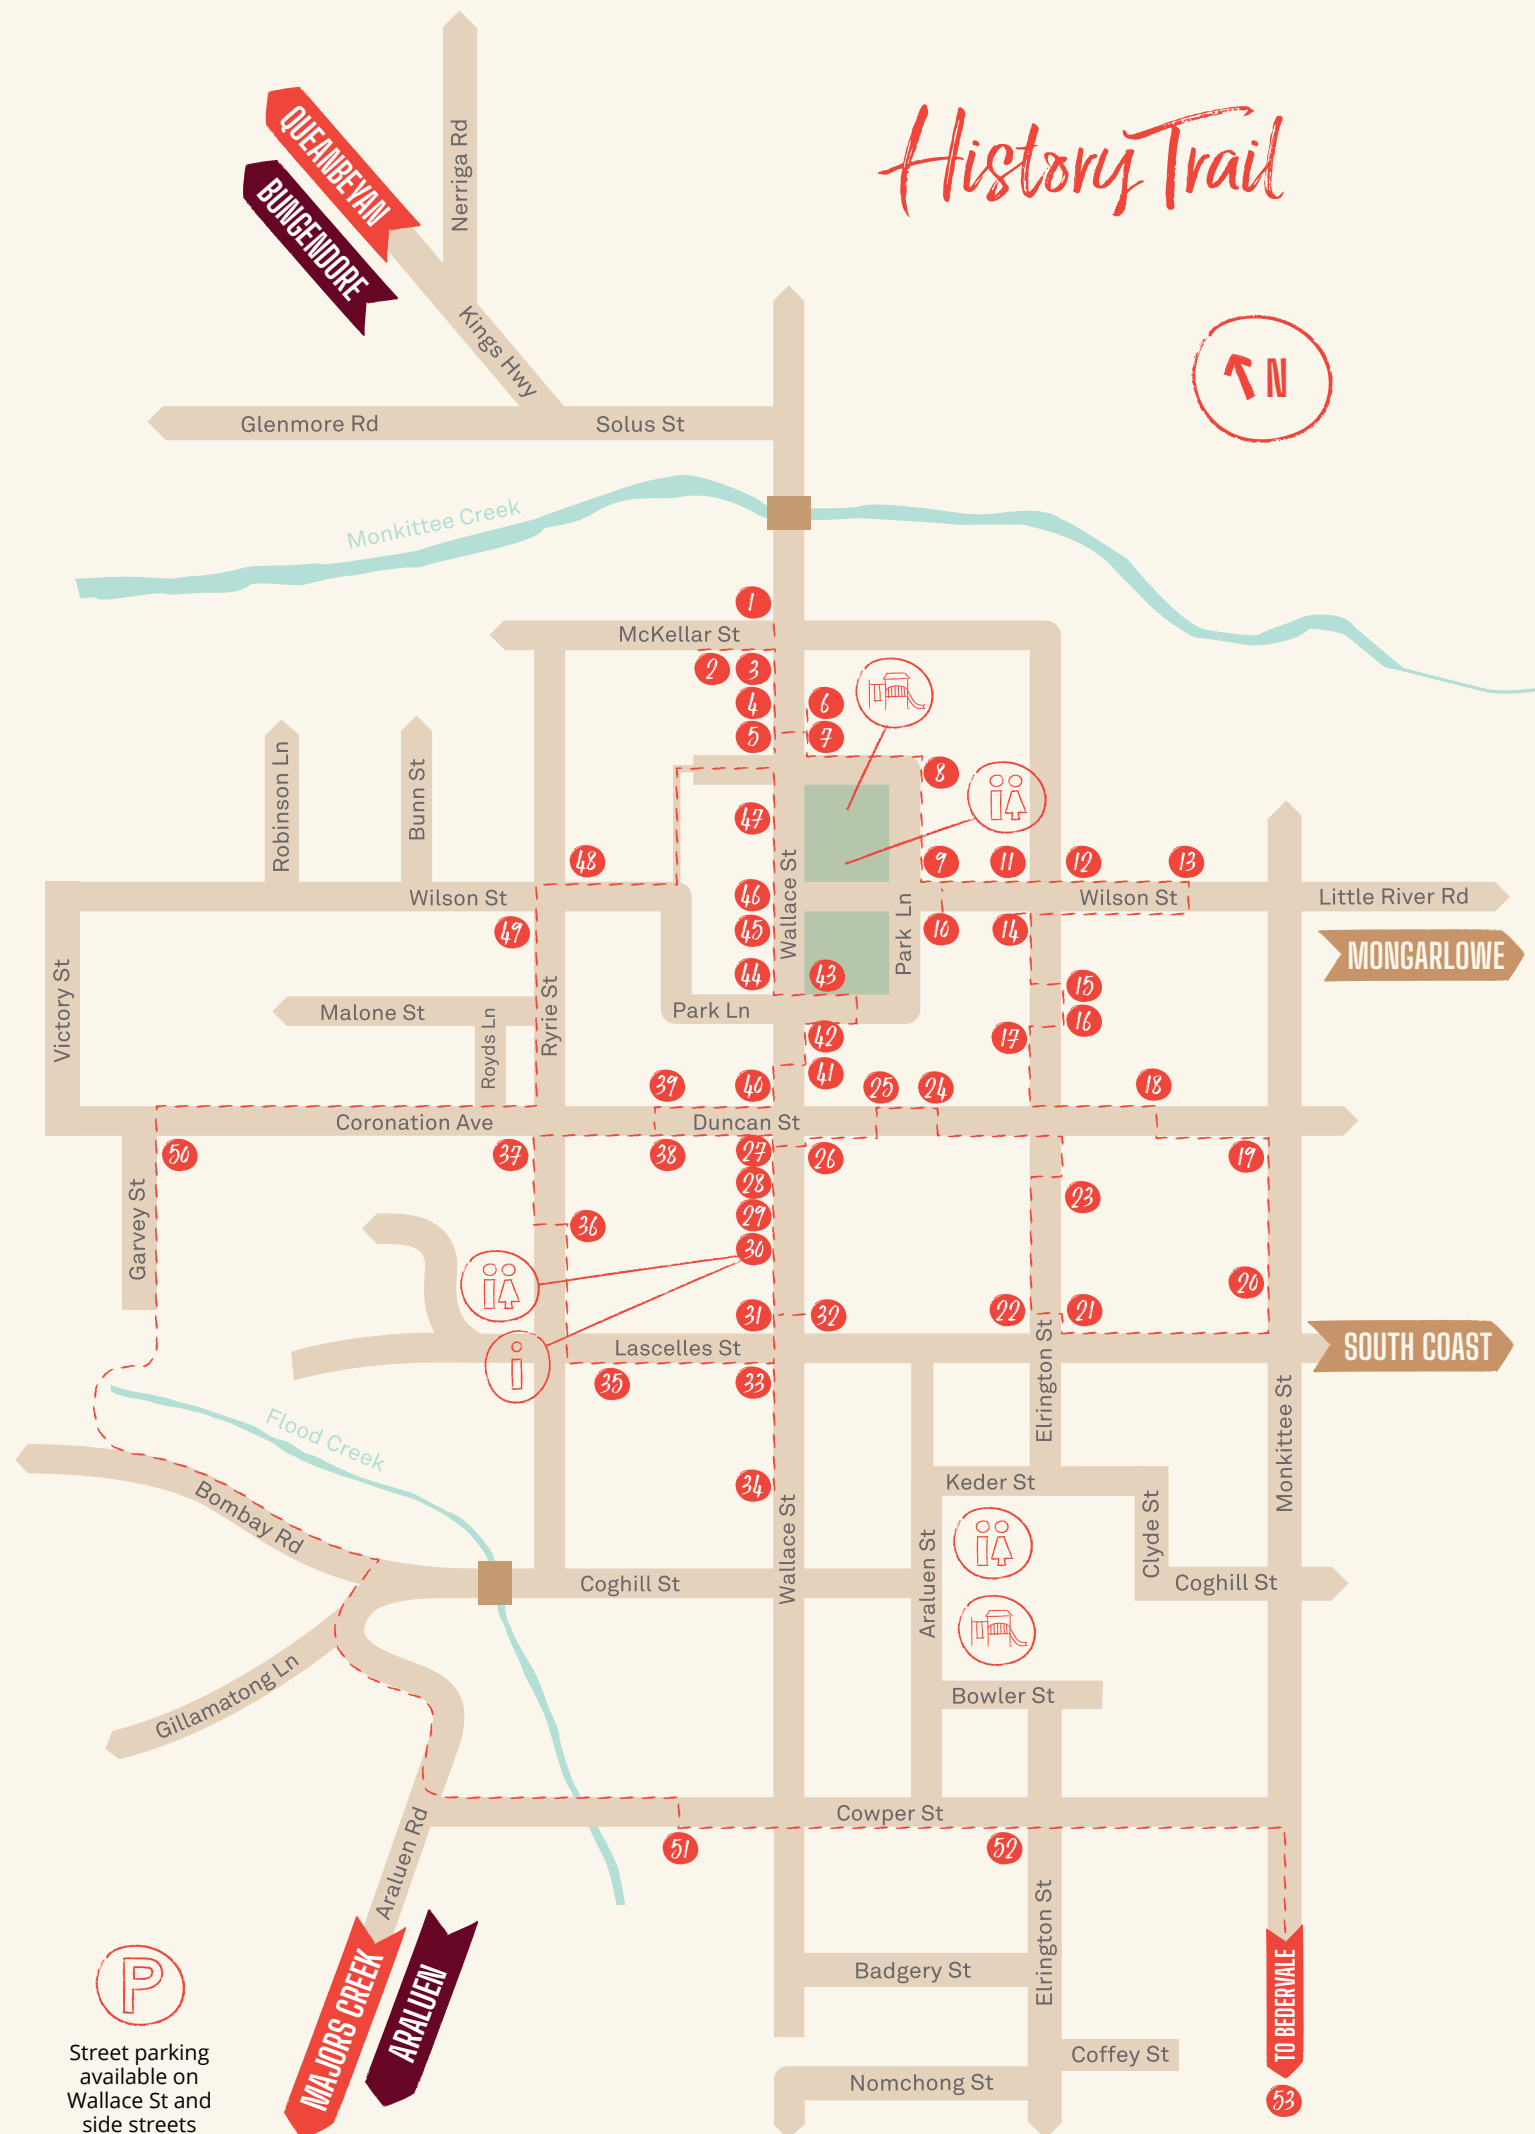 History Trail
QUEANBEYAN
BUNGENDORE
Nerriga Rd
Kings Hwy
N
Glenmore Rd
Solus St
Monkittee Creek
1
McKellar St
2
3
4
6
5
7
8
Robinson Ln
Bunn St
47
Wallace St
48
9
11
12
13
Wilson St
46
Wilson St
Little River Rd
49
45
Park Ln
10
14
MONGARLOWE
44
43
15
Victory St
Malone St
Royds Ln
Ryrie St
Park Ln
16
42
17
41
39
40
25
24
18
Coronation Ave
Duncan St
50
37
38
27
26
19
28
23
Garvey St
29
36
30
20
31
32
22
21
i
Lascelles St
SOUTH COAST
35
33
Elrington St
Monkittee St
Flood Creek
34
Keder St
Bombay Rd
Wallace St
Clyde St
Coghill St
Araluen St
Coghill St
Gillamatong Ln
Bowler St
Cowper St
51
52
Araluen Rd
Elrington St
MAJORS CREEK
ARALUEN
Badgery St
TO BEDERVALE
P
Street parking
available on
Wallace St and
side streets
Coffey St
Nomchong St
53